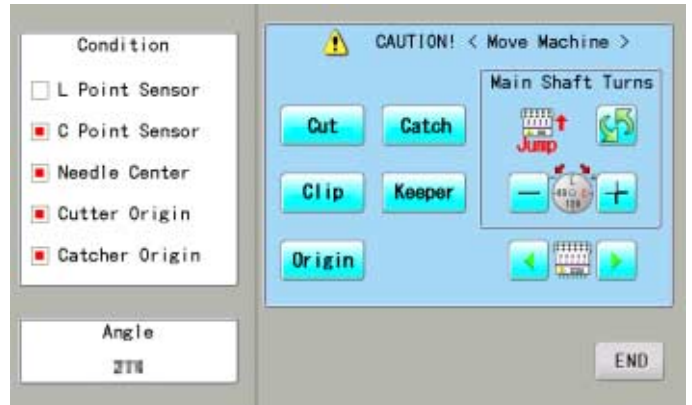 Condition
L Point Sensor
C Point Sensor
Needle Center
Cutter Origin
Catcher Origin
Angle
CAUTION! < Move Machine >
Main Shaft Turns
Cut
Catch
Jump
Clip
Keeper
Origin
END